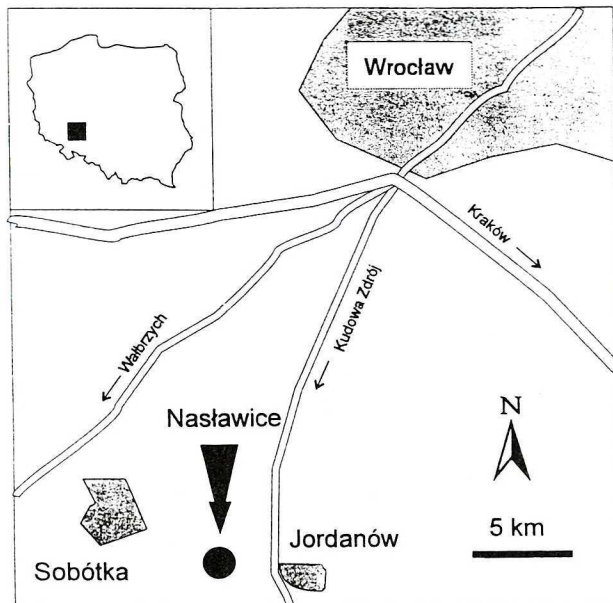 Wrocław
Kraków
Kudowa Zdrój
Wałbrzych
Nasławice
N
5 km
Jordanów
Sobótka